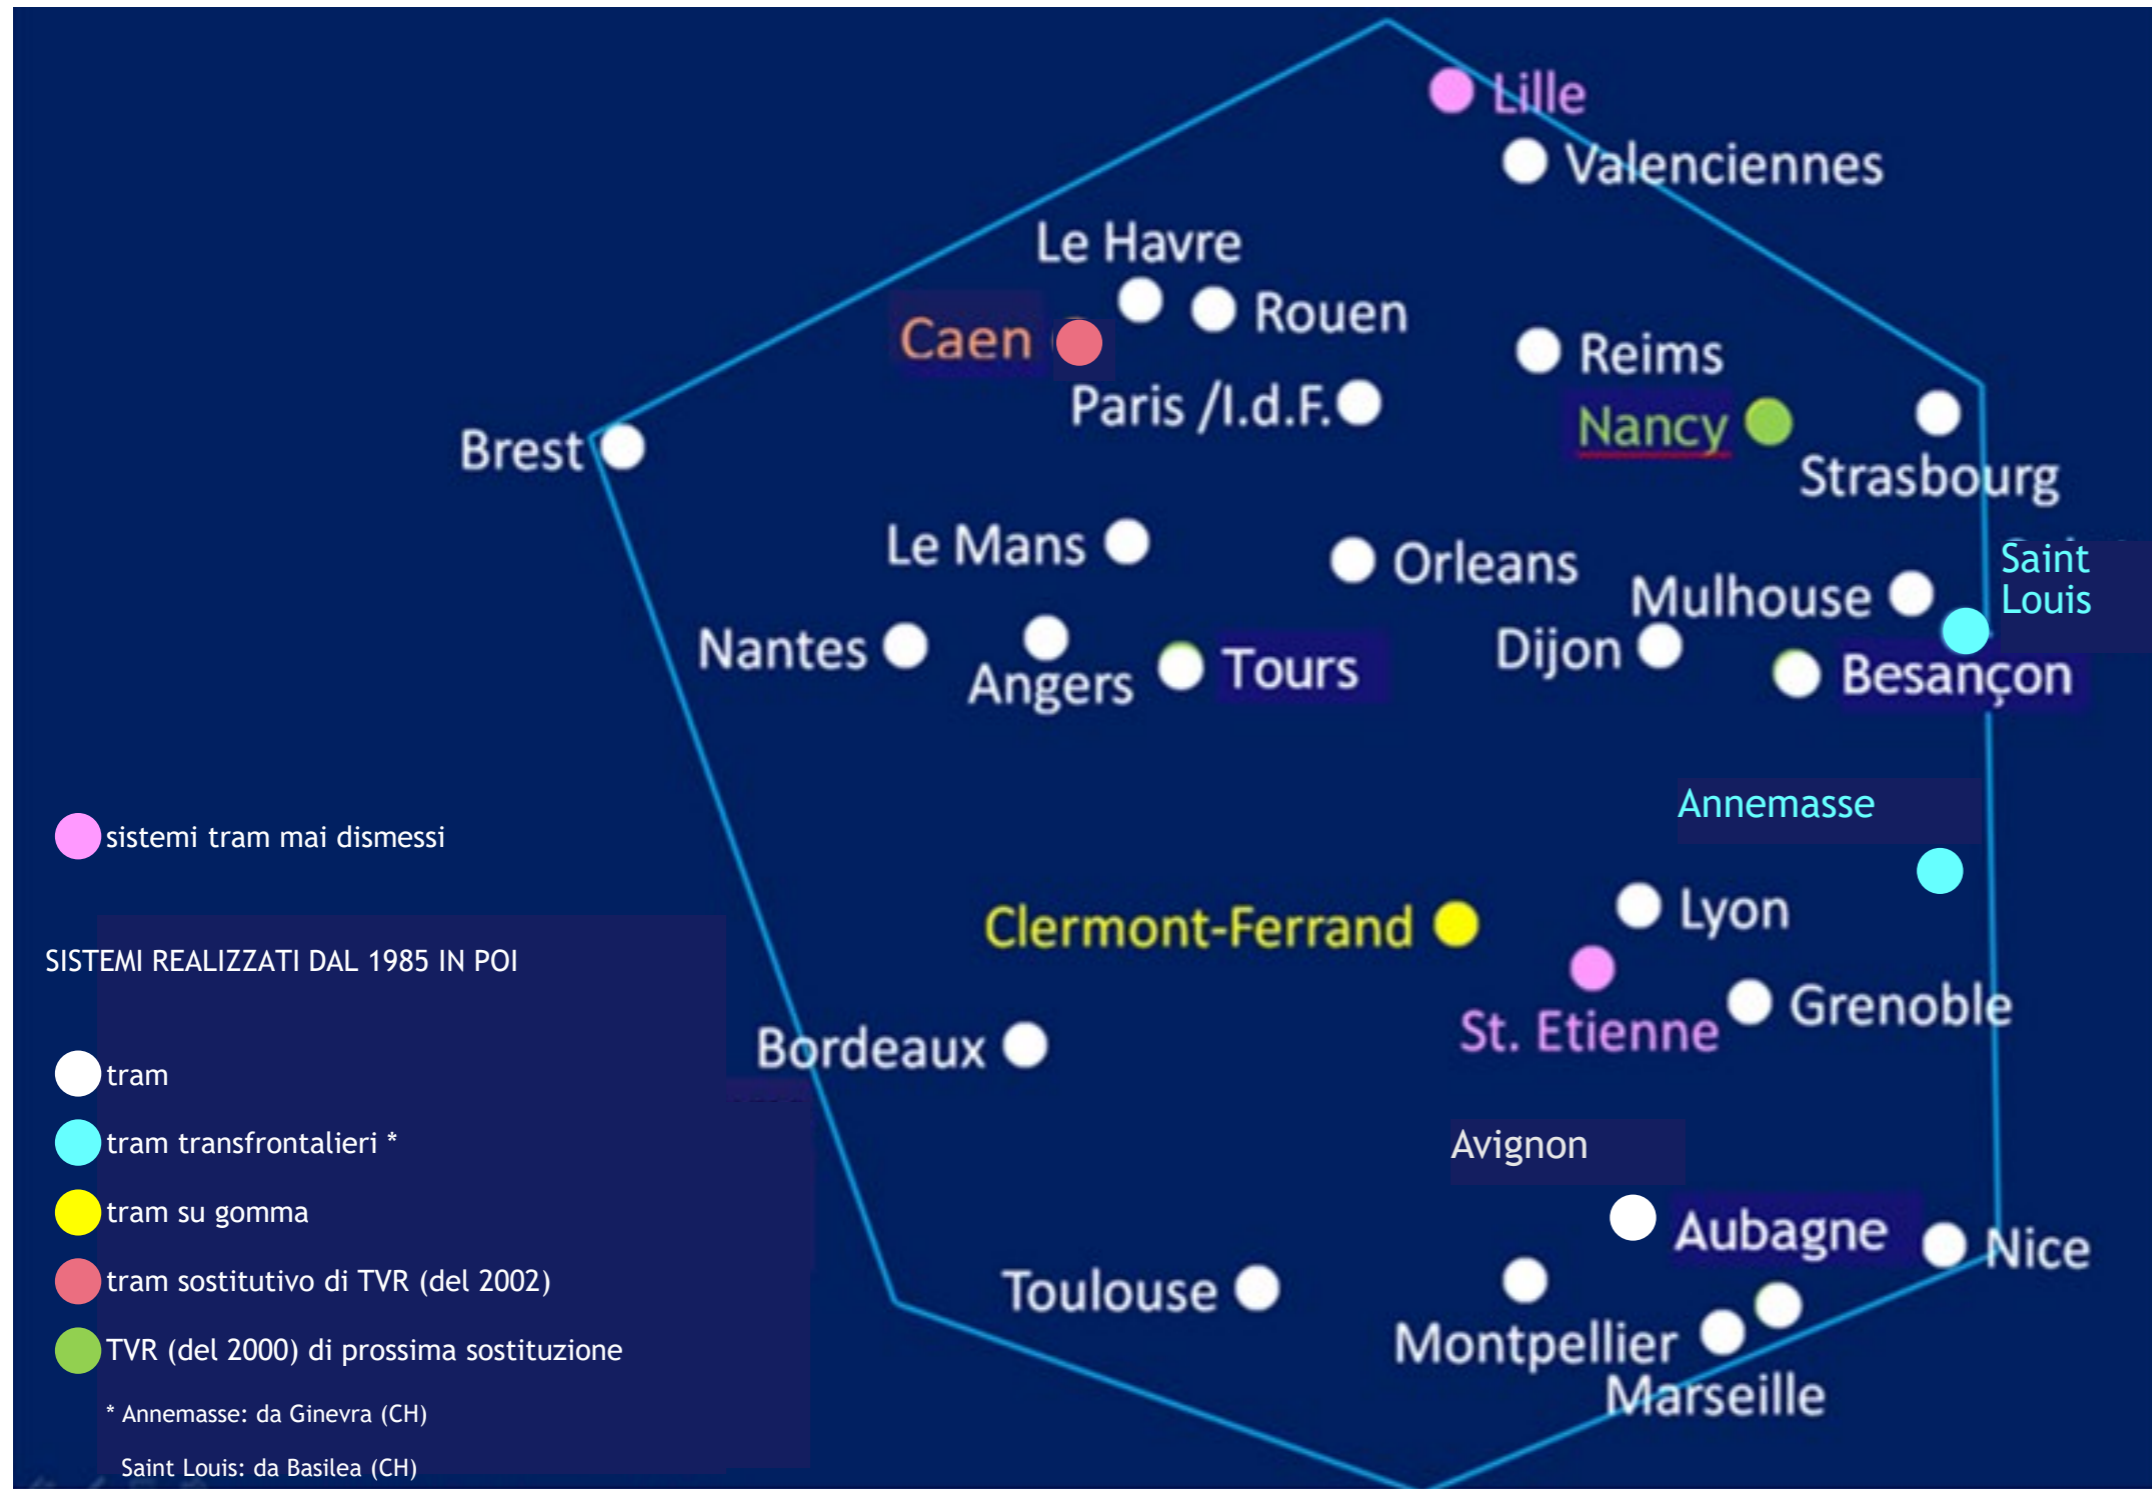 Lille
Valenciennes
Le Havre
Rouen
Caen
Reims
Paris /I.d.F.
Nancy
Brest
Strasbourg
Le Mans
Orleans
Saint
Louis
Mulhouse
Nantes
Dijon
Angers
Tours
Besançon
Annemasse
sistemi tram mai dismessi
Clermont-Ferrand
Lyon
SISTEMI REALIZZATI DAL 1985 IN POI
Grenoble
St. Etienne
Bordeaux
tram
tram transfrontalieri *
Avignon
tram su gomma
Aubagne
Nice
tram sostitutivo di TVR (del 2002)
Toulouse
Montpellier
TVR (del 2000) di prossima sostituzione
Marseille
* Annemasse: da Ginevra (CH)
Saint Louis: da Basilea (CH)